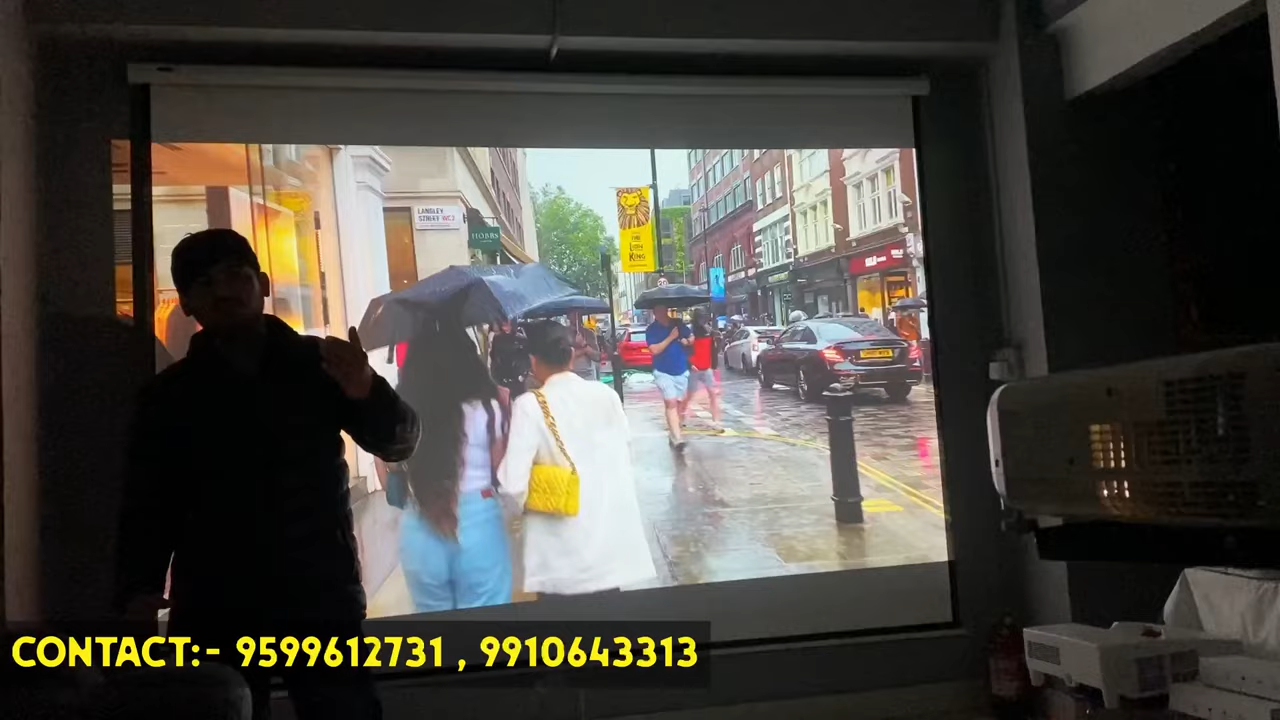 LANGLEY
STREET WC2
HOBBS
THE
LION
KING
CONTACT:- 9599612731 , 9910643313